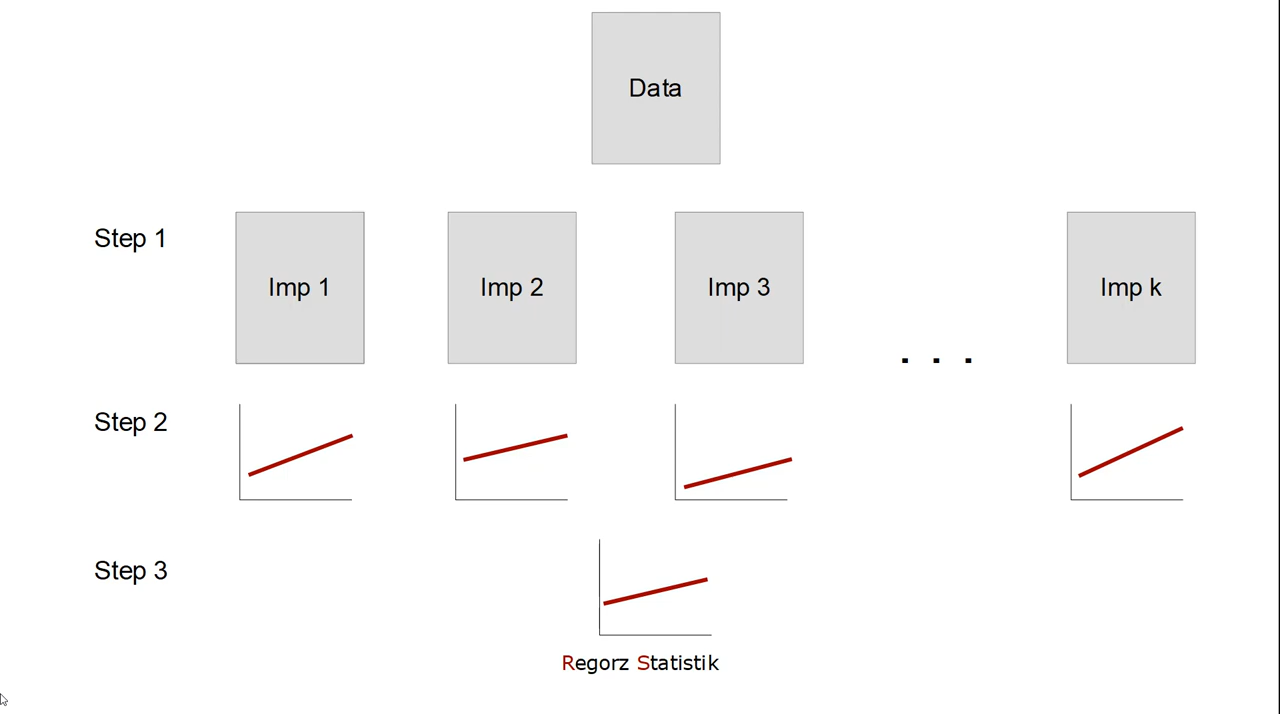 Data
Step 1
Imp 1
Imp 2
Imp 3
. . .
Imp k
Step 2
Step 3
Regorz Statistik